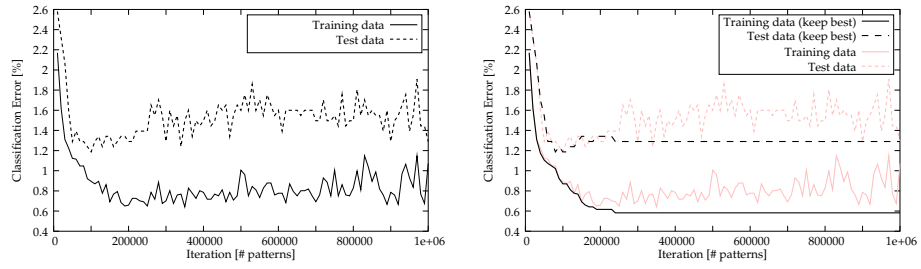 2.6
2.4
2.2
2
1.8
1.6
1.4
1.2
1
0.8
0.6
0.4
Classification Error [%]
Training data
Test data
0
200000
400000
600000
800000
1e+06
Iteration [# patterns]
2.6
2.4
2.2
2
1.8
1.6
1.4
1.2
1
0.8
0.6
0.4
Classification Error [%]
Training data (keep best)
Test data (keep best)
Training data
Test data
0
200000
400000
600000
800000
1e+06
Iteration [# patterns]